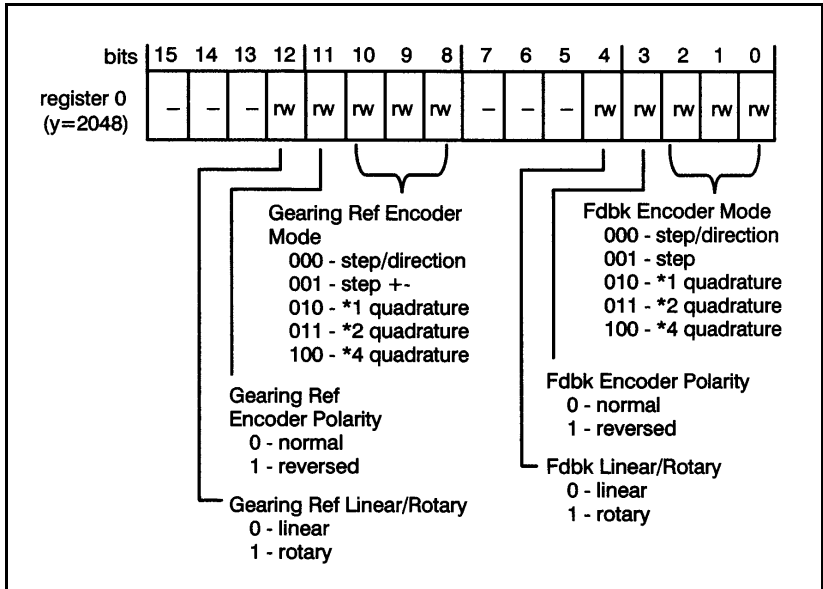 bits 15 14 13 12 11 10 9 8 7 6 5 4 3 2 1 0
register 0
(y=2048)
– – – rw rw rw rw rw – – – rw rw rw rw rw
Gearing Ref Encoder
Mode
000 - step/direction
001 - step +-
010 - *1 quadrature
011 - *2 quadrature
100 - *4 quadrature
Gearing Ref
Encoder Polarity
0 - normal
1 - reversed
Gearing Ref Linear/Rotary
0 - linear
1 - rotary
Fdbk Encoder Mode
000 - step/direction
001 - step
010 - *1 quadrature
011 - *2 quadrature
100 - *4 quadrature
Fdbk Encoder Polarity
0 - normal
1 - reversed
Fdbk Linear/Rotary
0 - linear
1 - rotary